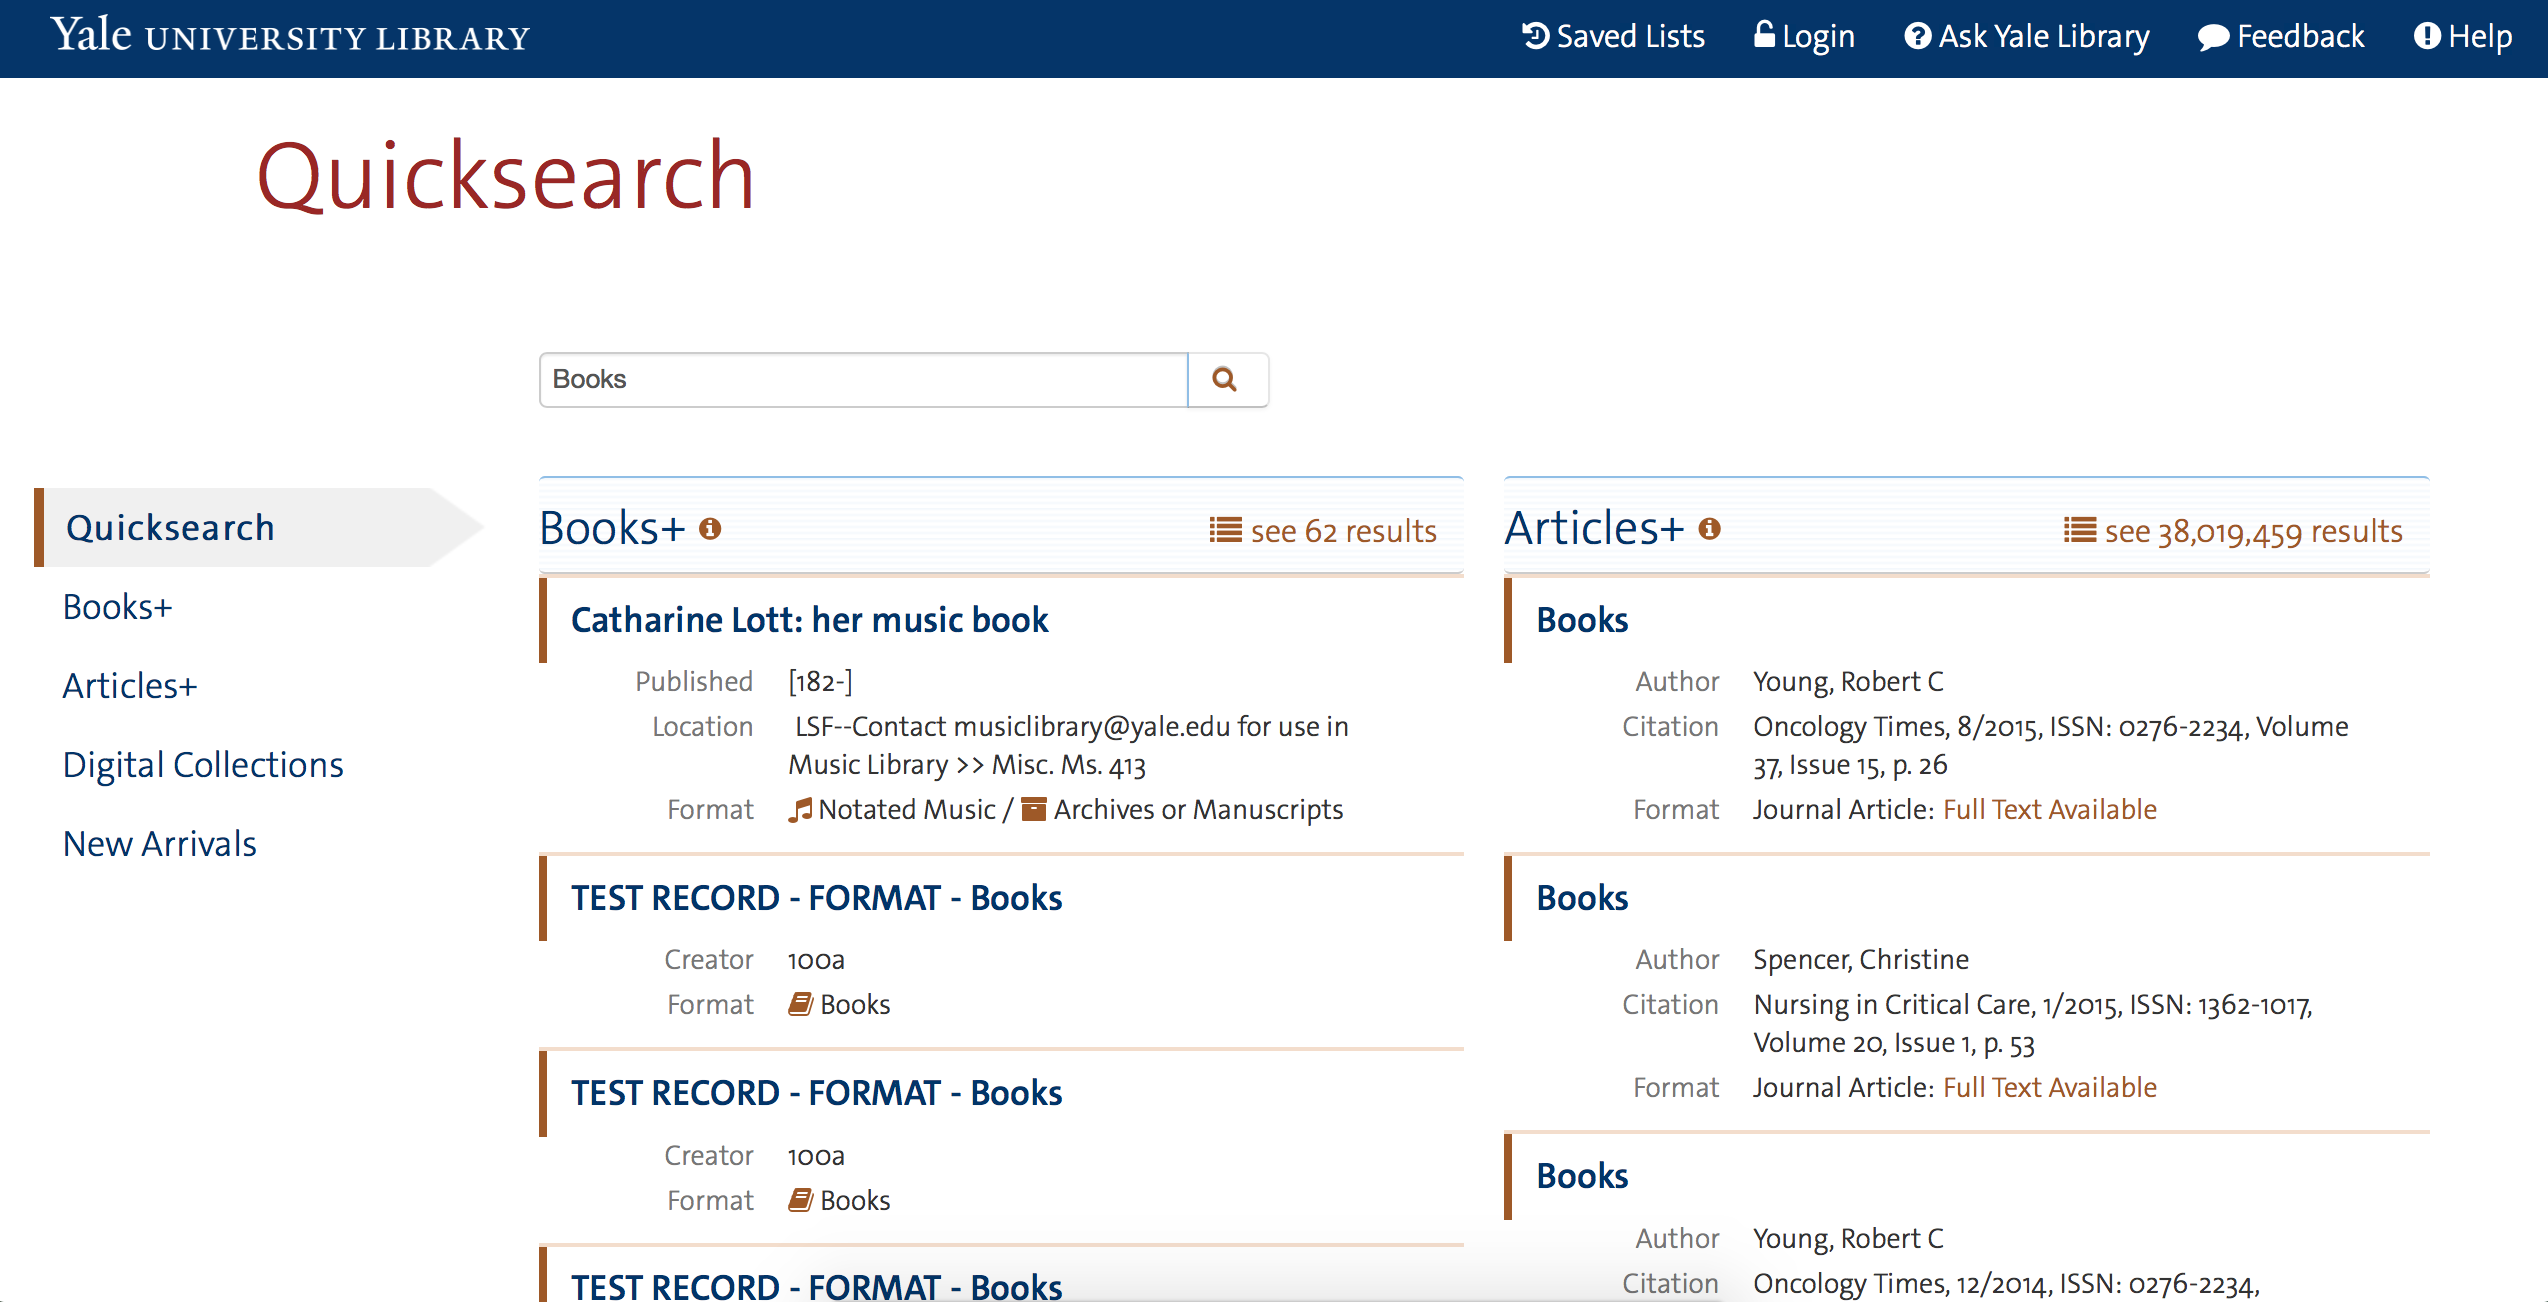 Yale UNIVERSITY LIBRARY
Saved Lists
Login
Ask Yale Library
Feedback
Help
Quicksearch
Books
Quicksearch
Books+
Articles+
Digital Collections
New Arrivals
Books+
see 62 results
Catharine Lott: her music book
Published [182-]
Location LSF--Contact musiclibrary@yale.edu for use in
Music Library >> Misc. Ms. 413
Format Notated Music / Archives or Manuscripts
TEST RECORD - FORMAT - Books
Creator 100a
Format Books
TEST RECORD - FORMAT - Books
Creator 100a
Format Books
TEST RECORD - FORMAT - Books
Articles+
see 38,019,459 results
Books
Author Young, Robert C
Citation Oncology Times, 8/2015, ISSN: 0276-2234, Volume
37, Issue 15, p. 26
Format Journal Article: Full Text Available
Books
Author Spencer, Christine
Citation Nursing in Critical Care, 1/2015, ISSN: 1362-1017,
Volume 20, Issue 1, p. 53
Format Journal Article: Full Text Available
Books
Author Young, Robert C
Citation Oncology Times, 12/2014, ISSN: 0276-2234,